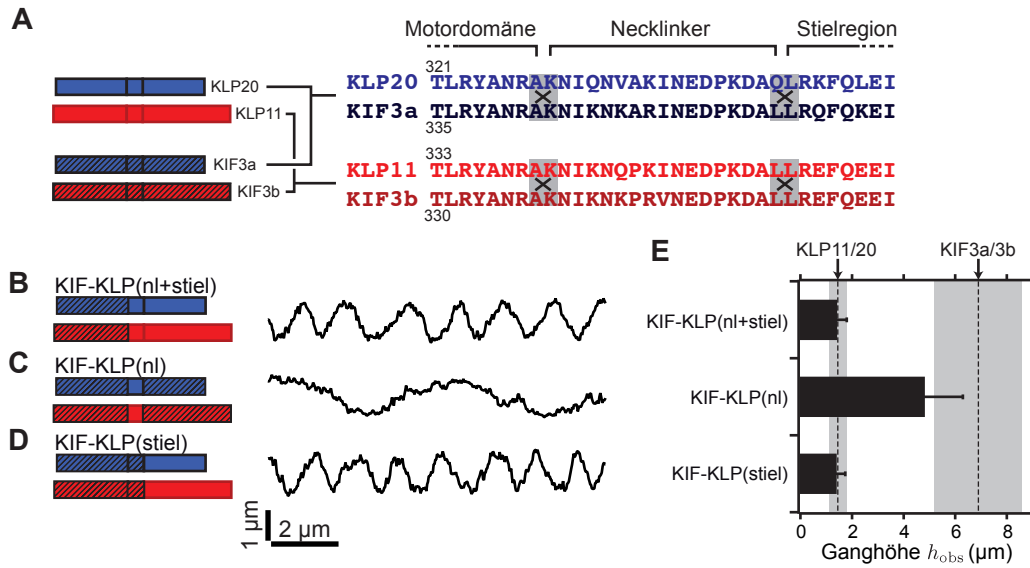 A
Motordomäne Necklinker Stielregion
321
KLP20 KLP20 TLRYANRAKNIQNVAKINEDPKDAQLRKFQLEI
KLP11 KIF3a TLRYANRAKNIKNKARINEDPKDALLRQFQKEI
335
333
KIF3a KLP11 TLRYANRAKNIKNQPKINEDPKDALLREFQEEI
KIF3b KIF3b TLRYANRAKNIKNKPRVNEDPKDALLREFQEEI
330
B
KIF-KLP(nl+stiel)
C
KIF-KLP(nl)
D
KIF-KLP(stiel)
1 µm
2 µm
E
KLP11/20 KIF3a/3b
KIF-KLP(nl+stiel)
KIF-KLP(nl)
KIF-KLP(stiel)
0 2 4 6 8
Ganghöhe hobs (µm)